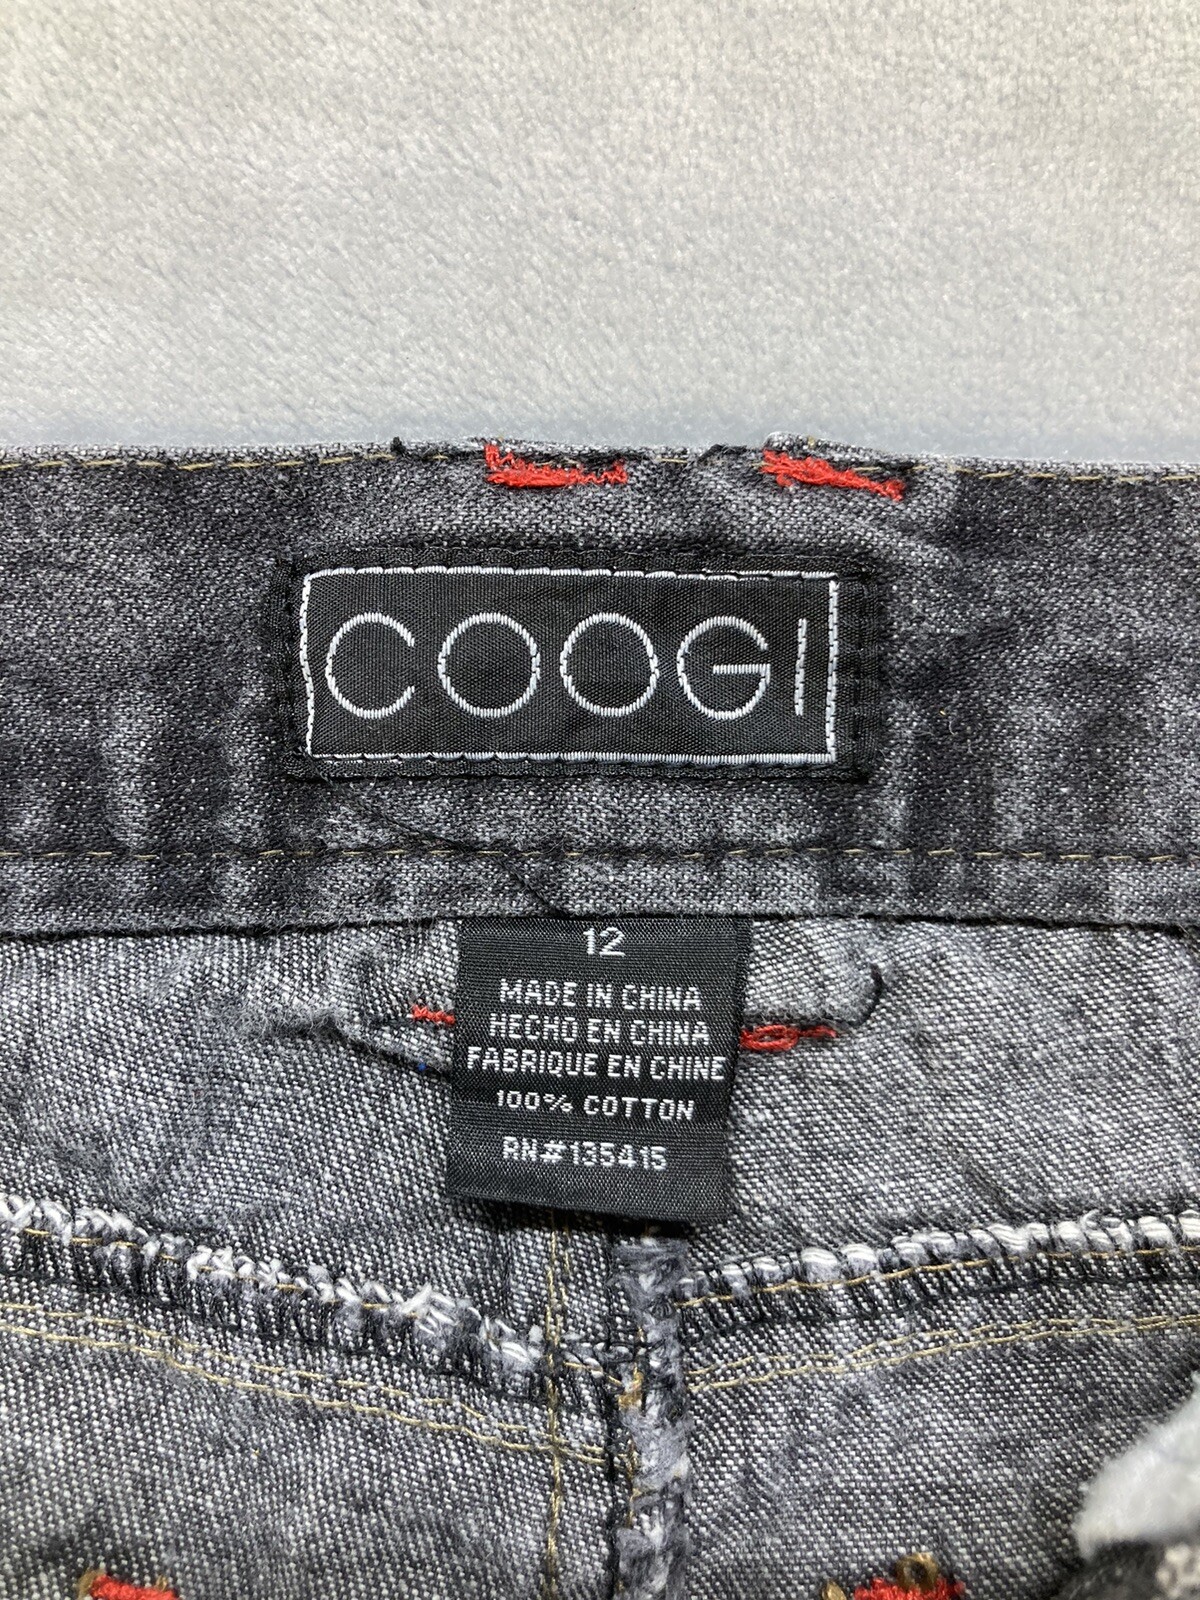 COOGI
12
MADE IN CHINA
HECHO EN CHINA
FABRIQUE EN CHINE
100% COTTON
RN#135415